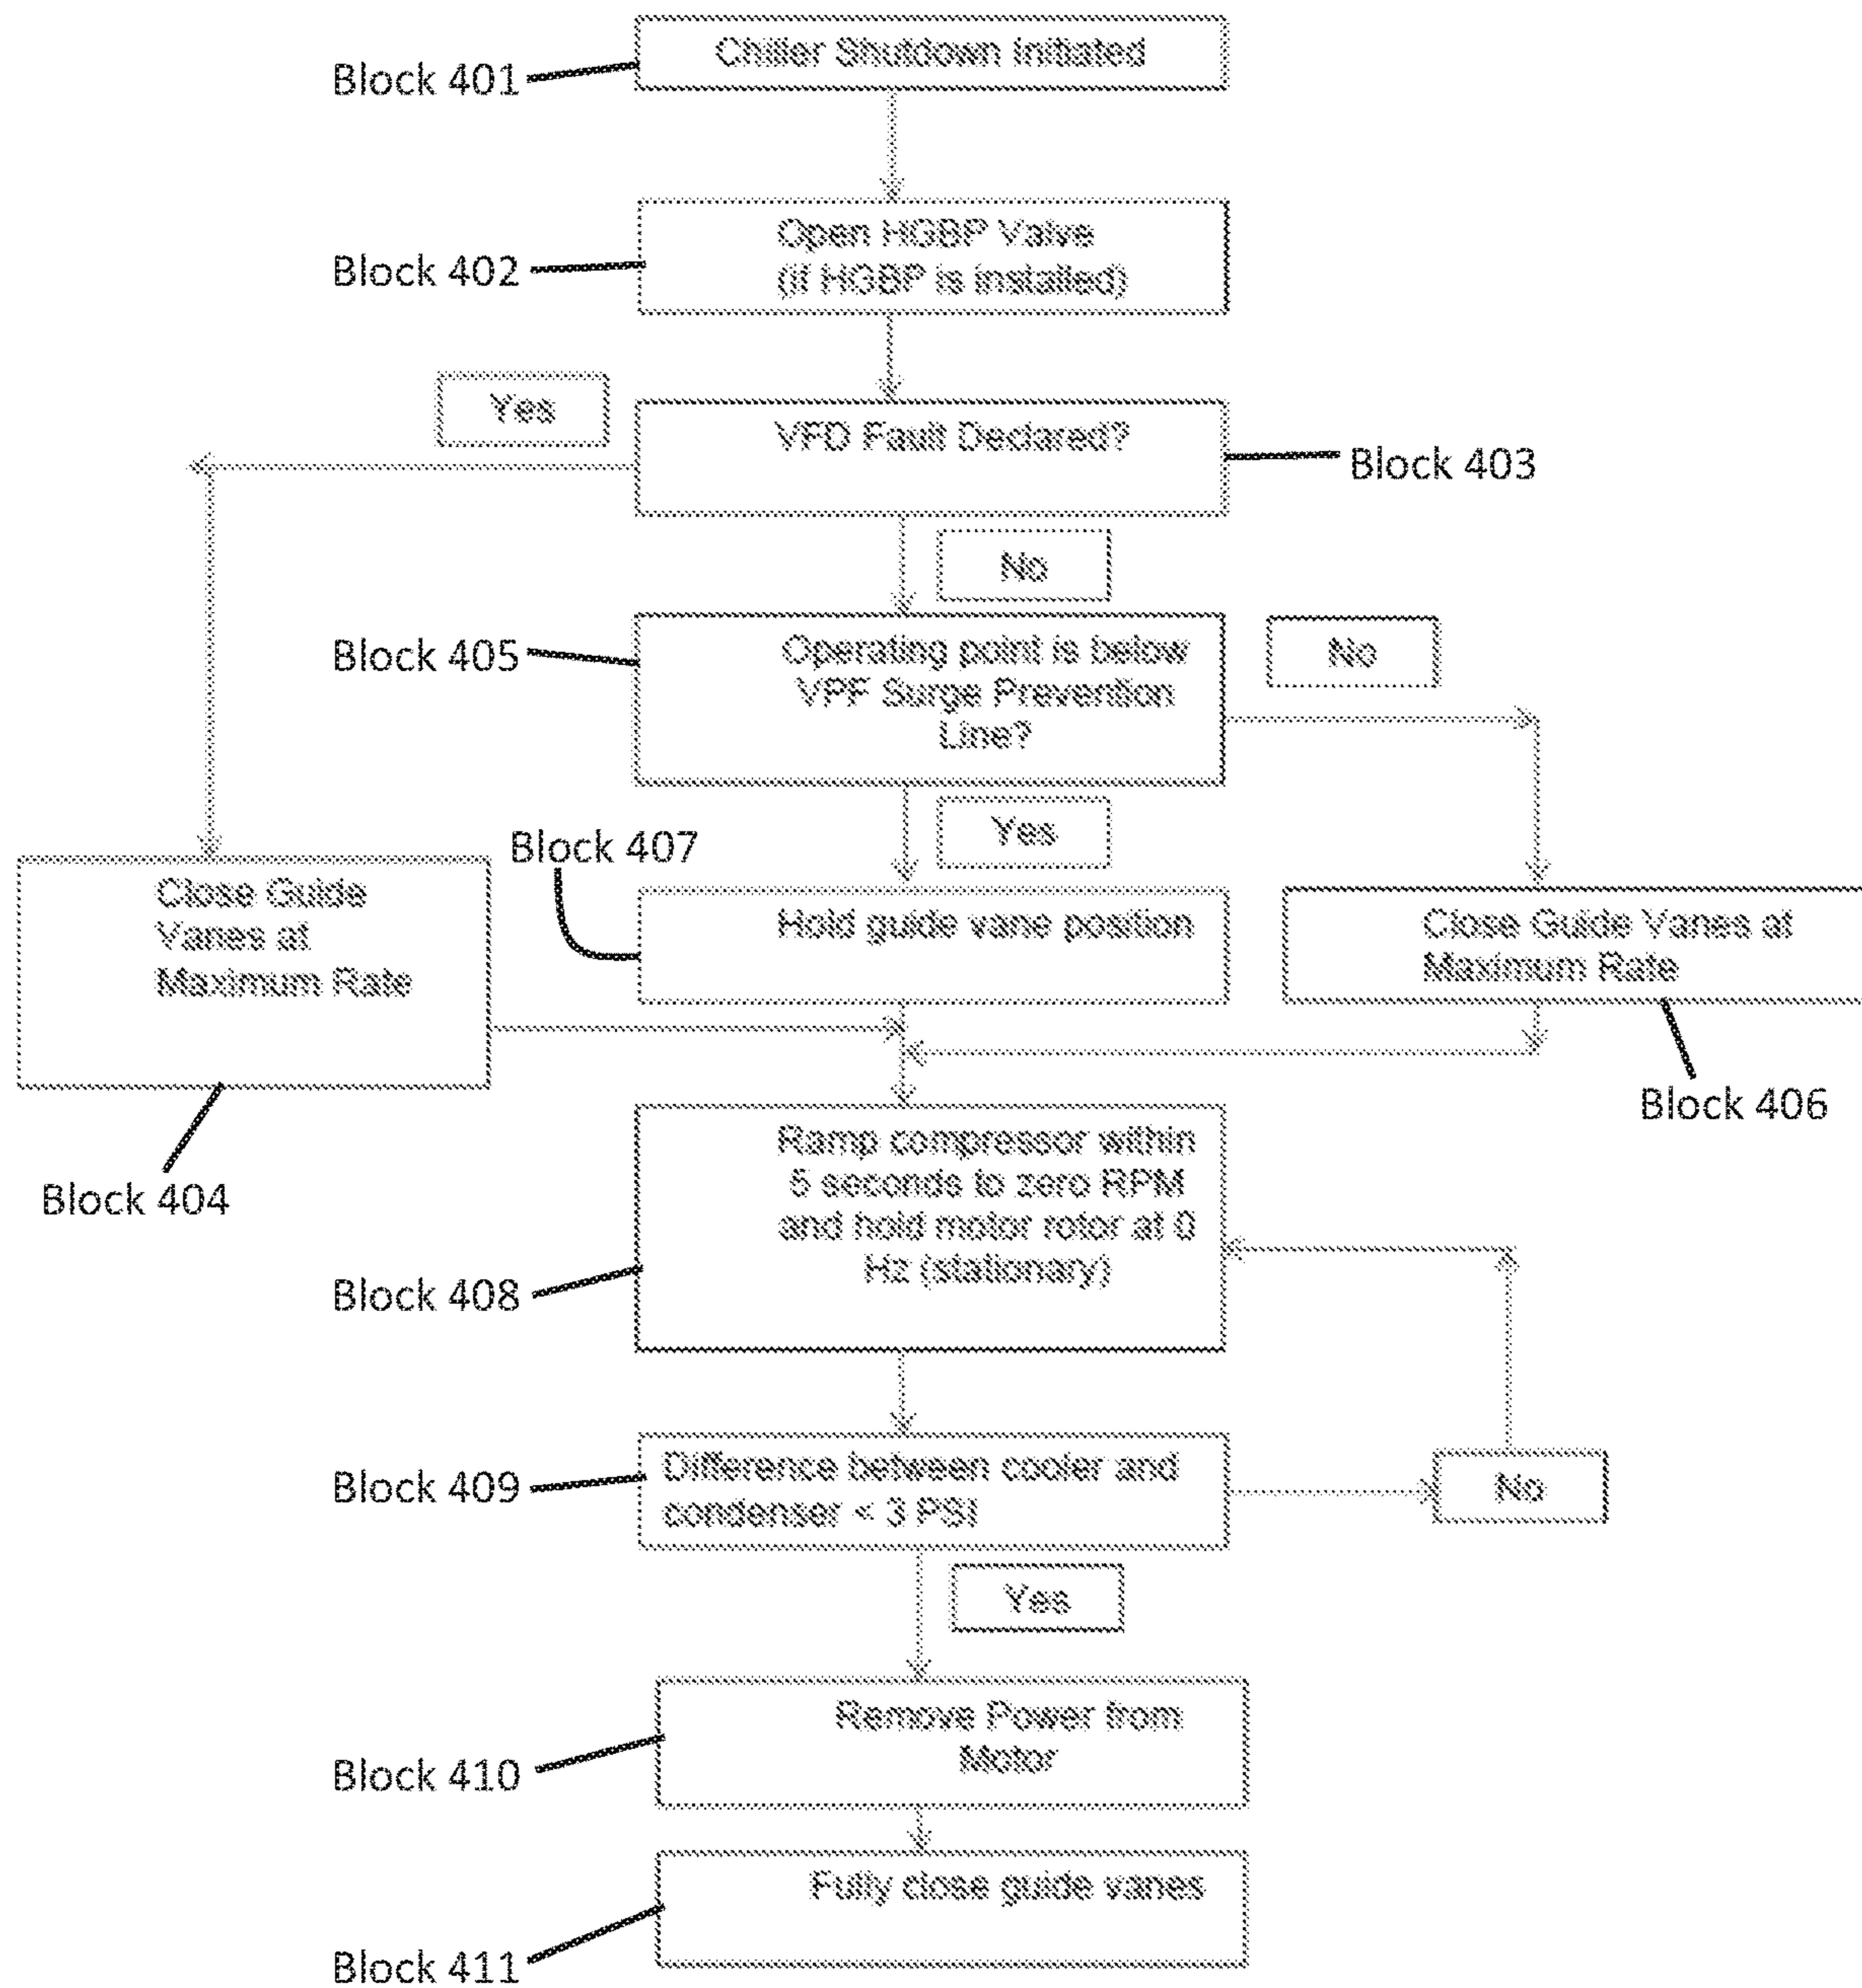 Chiller Shutdown Initiated
Block 401
Open HGBP Valve
(if HGBP is installed)
Block 402
Yes
VFD Fault Declared?
Block 403
No
Block 405
Operating point is below
VPF Surge Prevention
Line?
No
Yes
Block 407
Close Guide
Vanes at
Maximum Rate
Hold guide vane position
Close Guide Vanes at
Maximum Rate
Block 406
Block 404
Ramp compressor within
5 seconds to zero RPM
and hold motor rotor at 0
Hz (stationary)
Block 408
Difference between cooler and
condenser < 3 PSI
Block 409
No
Yes
Remove Power from
Motor
Block 410
Fully close guide vanes
Block 411